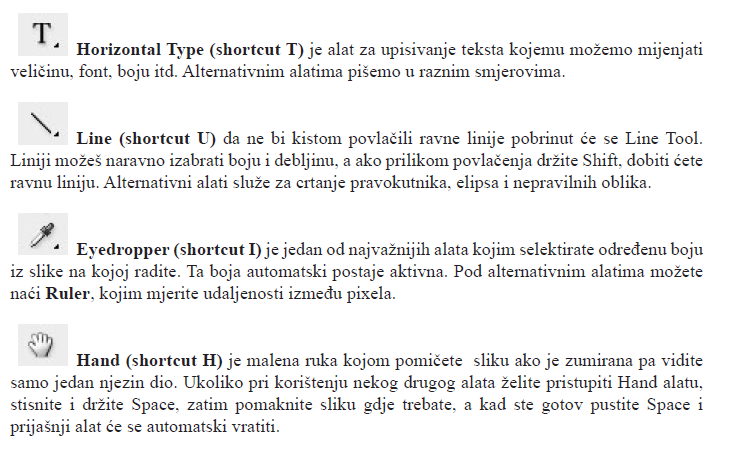 T
Horizontal Type (shortcut T) je alat za upisivanje teksta kojemu možemo mijenjati
veličinu, font, boju itd. Alternativnim alatima pišemo u raznim smjerovima.
Line (shortcut U) da ne bi kistom povlačili ravne linije pobrinut će se Line Tool.
Liniji možeš naravno izabrati boju i debljinu, a ako prilikom povlačenja držite Shift, dobiti ćete
ravnu liniju. Alternativni alati služe za crtanje pravokutnika, elipsa i nepravilnih oblika.
Eyedropper (shortcut I) je jedan od najvažnijih alata kojim selektirate određenu boju
iz slike na kojoj radite. Ta boja automatski postaje aktivna. Pod alternativnim alatima možete
naći Ruler, kojim mjerite udaljenosti između pixela.
Hand (shortcut H) je malena ruka kojom pomičete sliku ako je zumirana pa vidite
samo jedan njezin dio. Ukoliko pri korištenju nekog drugog alata želite pristupiti Hand alatu,
stisnite i držite Space, zatim pomaknite sliku gdje trebate, a kad ste gotov pustite Space i
prijašnji alat će se automatski vratiti.